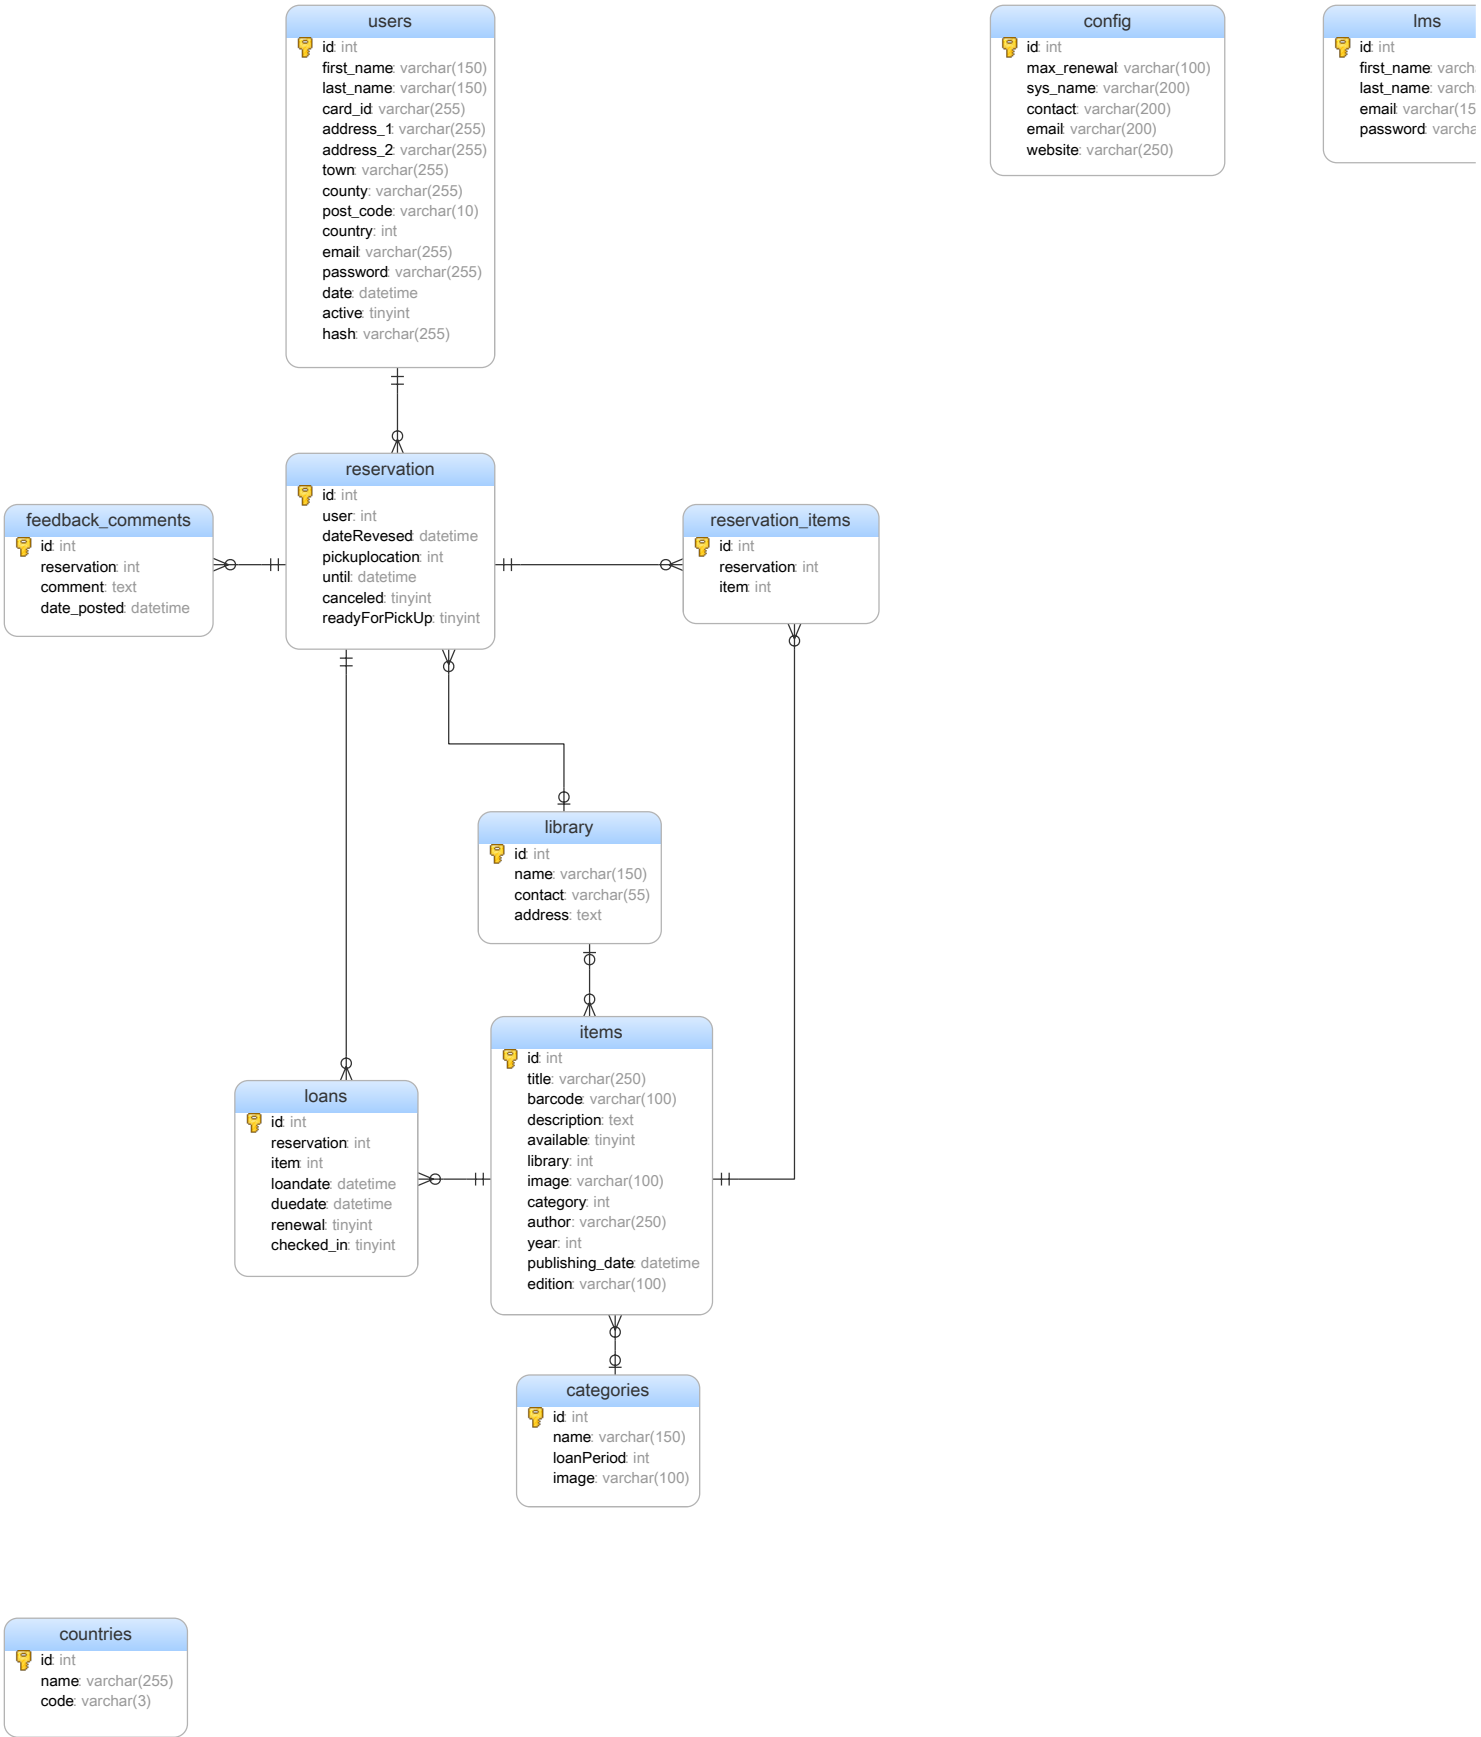 users
id: int
first_name: varchar(150)
last_name: varchar(150)
card_id: varchar(255)
address_1: varchar(255)
address_2: varchar(255)
town: varchar(255)
county: varchar(255)
post_code: varchar(10)
country: int
email: varchar(255)
password: varchar(255)
date: datetime
active: tinyint
hash: varchar(255)
config
id: int
max_renewal: varchar(100)
sys_name: varchar(200)
contact: varchar(200)
email: varchar(200)
website: varchar(250)
lms
id: int
first_name: varch
last_name: varch
email: varchar(15
password: varcha
reservation
id: int
user: int
dateRevesed: datetime
pickuplocation: int
until: datetime
canceled: tinyint
readyForPickUp: tinyint
feedback_comments
id: int
reservation: int
comment: text
date_posted: datetime
reservation_items
id: int
reservation: int
item: int
library
id: int
name: varchar(150)
contact: varchar(55)
address: text
items
id: int
title: varchar(250)
barcode: varchar(100)
description: text
available: tinyint
library: int
image: varchar(100)
category: int
author: varchar(250)
year: int
publishing_date: datetime
edition: varchar(100)
loans
id: int
reservation: int
item: int
loandate: datetime
duedate: datetime
renewal: tinyint
checked_in: tinyint
categories
id: int
name: varchar(150)
loanPeriod: int
image: varchar(100)
countries
id: int
name: varchar(255)
code: varchar(3)